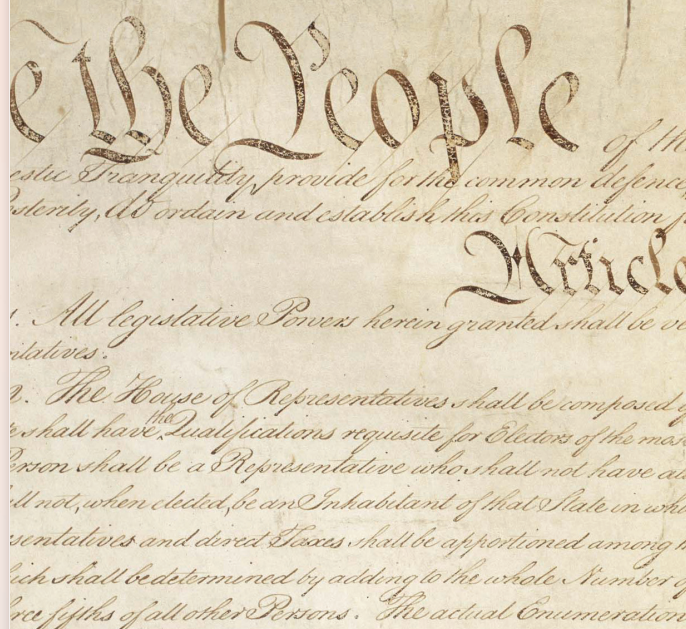 e the People of th
estic Tranquility, provide for the common defence,
osterity, do ordain and establish this Constitution f
Article
1. All legislative Powers herein granted shall be ve
ntatives.
n. The House of Representatives shall be composed o
e shall have the Qualifications requisite for Electors of the most
Person shall be a Representative who shall not have att
ll not, when elected, be an Inhabitant of that State in whi
sentatives and direct Taxes shall be apportioned among t
hich shall be determined by adding to the whole Number of
ree fifths of all other Persons. The actual Enumeration